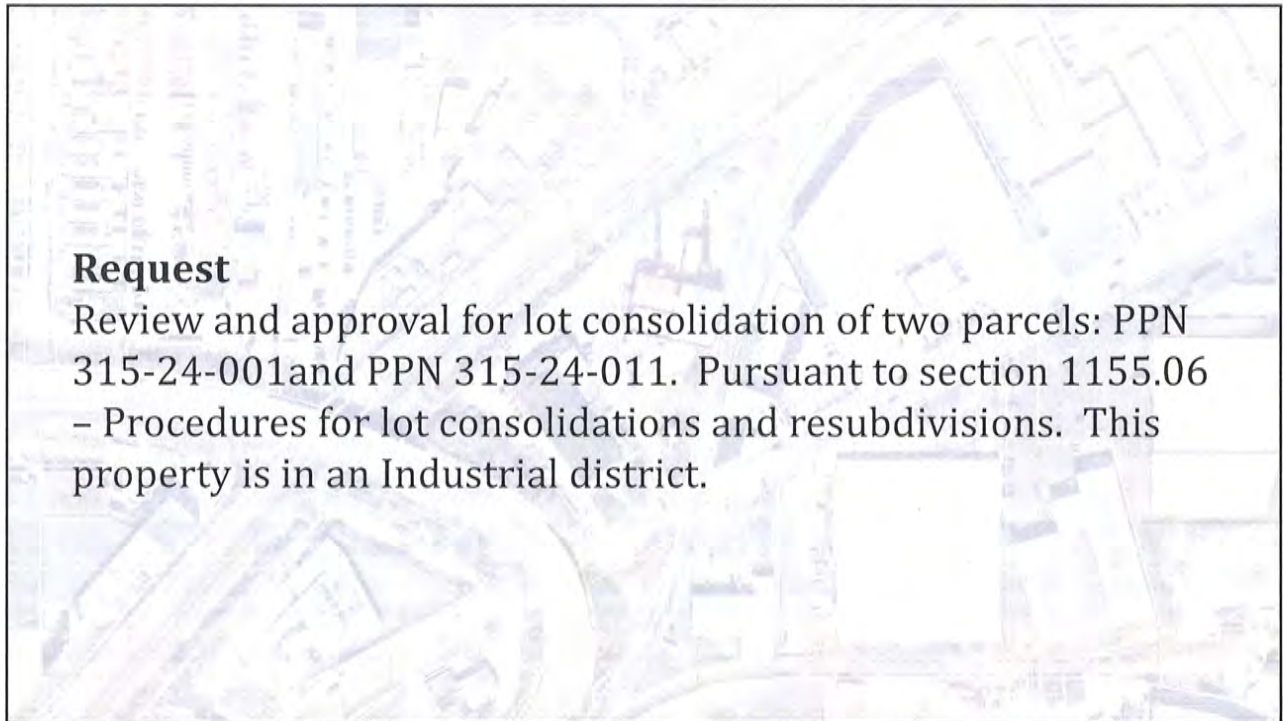 Request
Review and approval for lot consolidation of two parcels: PPN
315-24-001and PPN 315-24-011.  Pursuant to section 1155.06
– Procedures for lot consolidations and resubdivisions.  This
property is in an Industrial district.